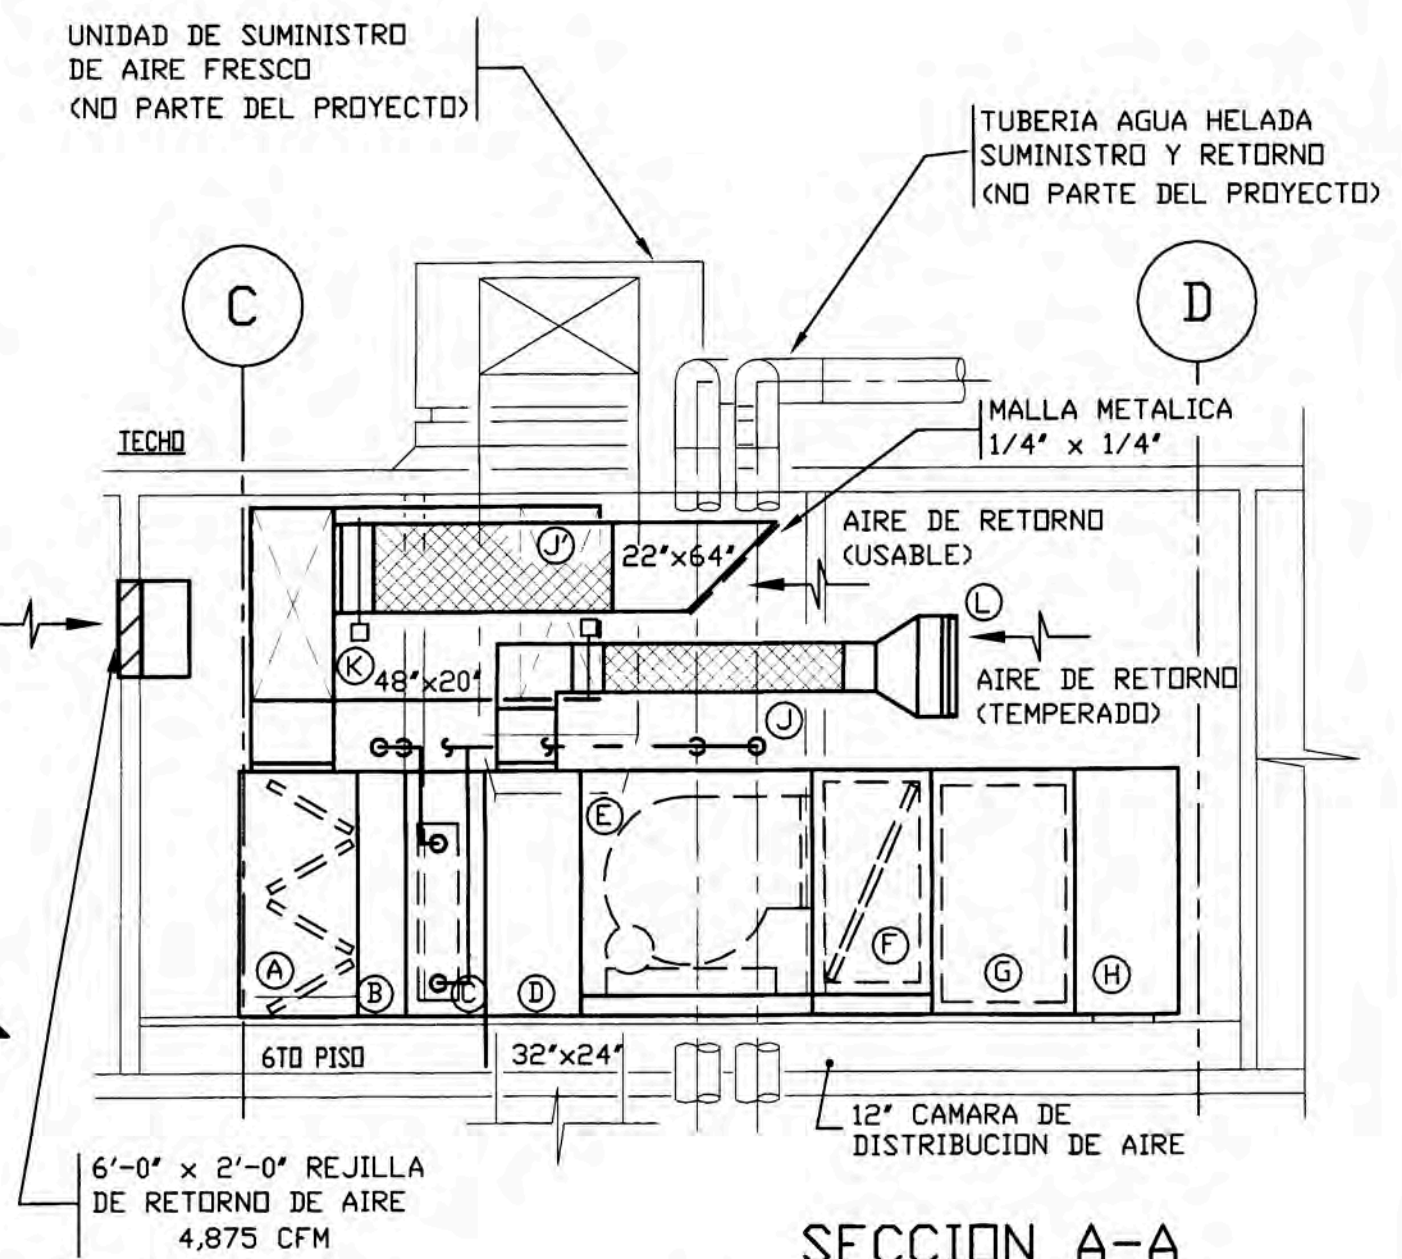 UNIDAD DE SUMINISTRO
DE AIRE FRESCO
(NO PARTE DEL PROYECTO)
TUBERIA AGUA HELADA
SUMINISTRO Y RETORNO
(NO PARTE DEL PROYECTO)
C
D
MALLA METALICA
1/4" x 1/4"
TECHO
AIRE DE RETORNO
(USABLE)
J'
22"x64"
L
K
48"x20"
AIRE DE RETORNO
(TEMPERADO)
J
E
A
B
C
D
F
G
H
6TO PISO
32"x24"
12" CAMARA DE
DISTRIBUCION DE AIRE
6'-0" x 2'-0" REJILLA
DE RETORNO DE AIRE
4,875 CFM
SECCION A-A